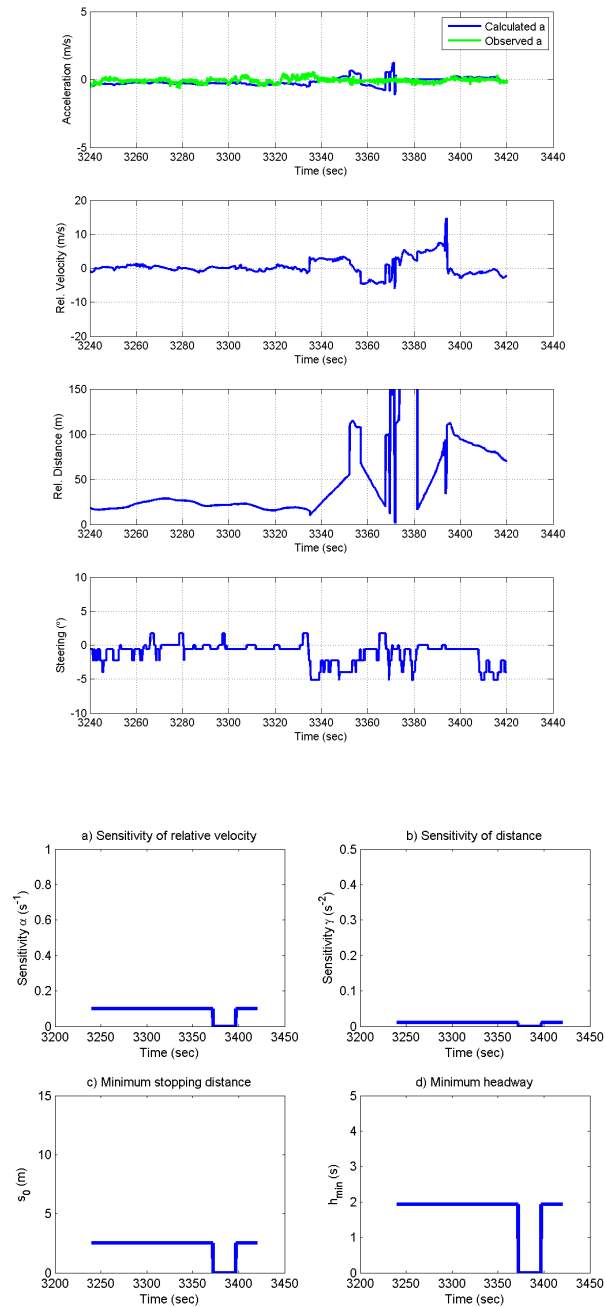 5
0
-5
Acceleration (m/s)
Calculated a
Observed a
3240 3260 3280 3300 3320 3340 3360 3380 3400 3420 3440
Time (sec)
20
10
0
-10
-20
Rel. Velocity (m/s)
3240 3260 3280 3300 3320 3340 3360 3380 3400 3420 3440
Time (sec)
150
100
50
0
Rel. Distance (m)
3240 3260 3280 3300 3320 3340 3360 3380 3400 3420 3440
Time (sec)
10
5
0
-5
-10
Steering (°)
3240 3260 3280 3300 3320 3340 3360 3380 3400 3420 3440
Time (sec)
a) Sensitivity of relative velocity
1
0.8
0.6
0.4
0.2
0
Sensitivity α (s⁻¹)
3200 3250 3300 3350 3400 3450
Time (sec)
b) Sensitivity of distance
0.5
0.4
0.3
0.2
0.1
0
Sensitivity γ (s⁻²)
3200 3250 3300 3350 3400 3450
Time (sec)
c) Minimum stopping distance
15
10
5
0
s₀ (m)
3200 3250 3300 3350 3400 3450
Time (sec)
d) Minimum headway
5
4
3
2
1
0
h_min (s)
3200 3250 3300 3350 3400 3450
Time (sec)